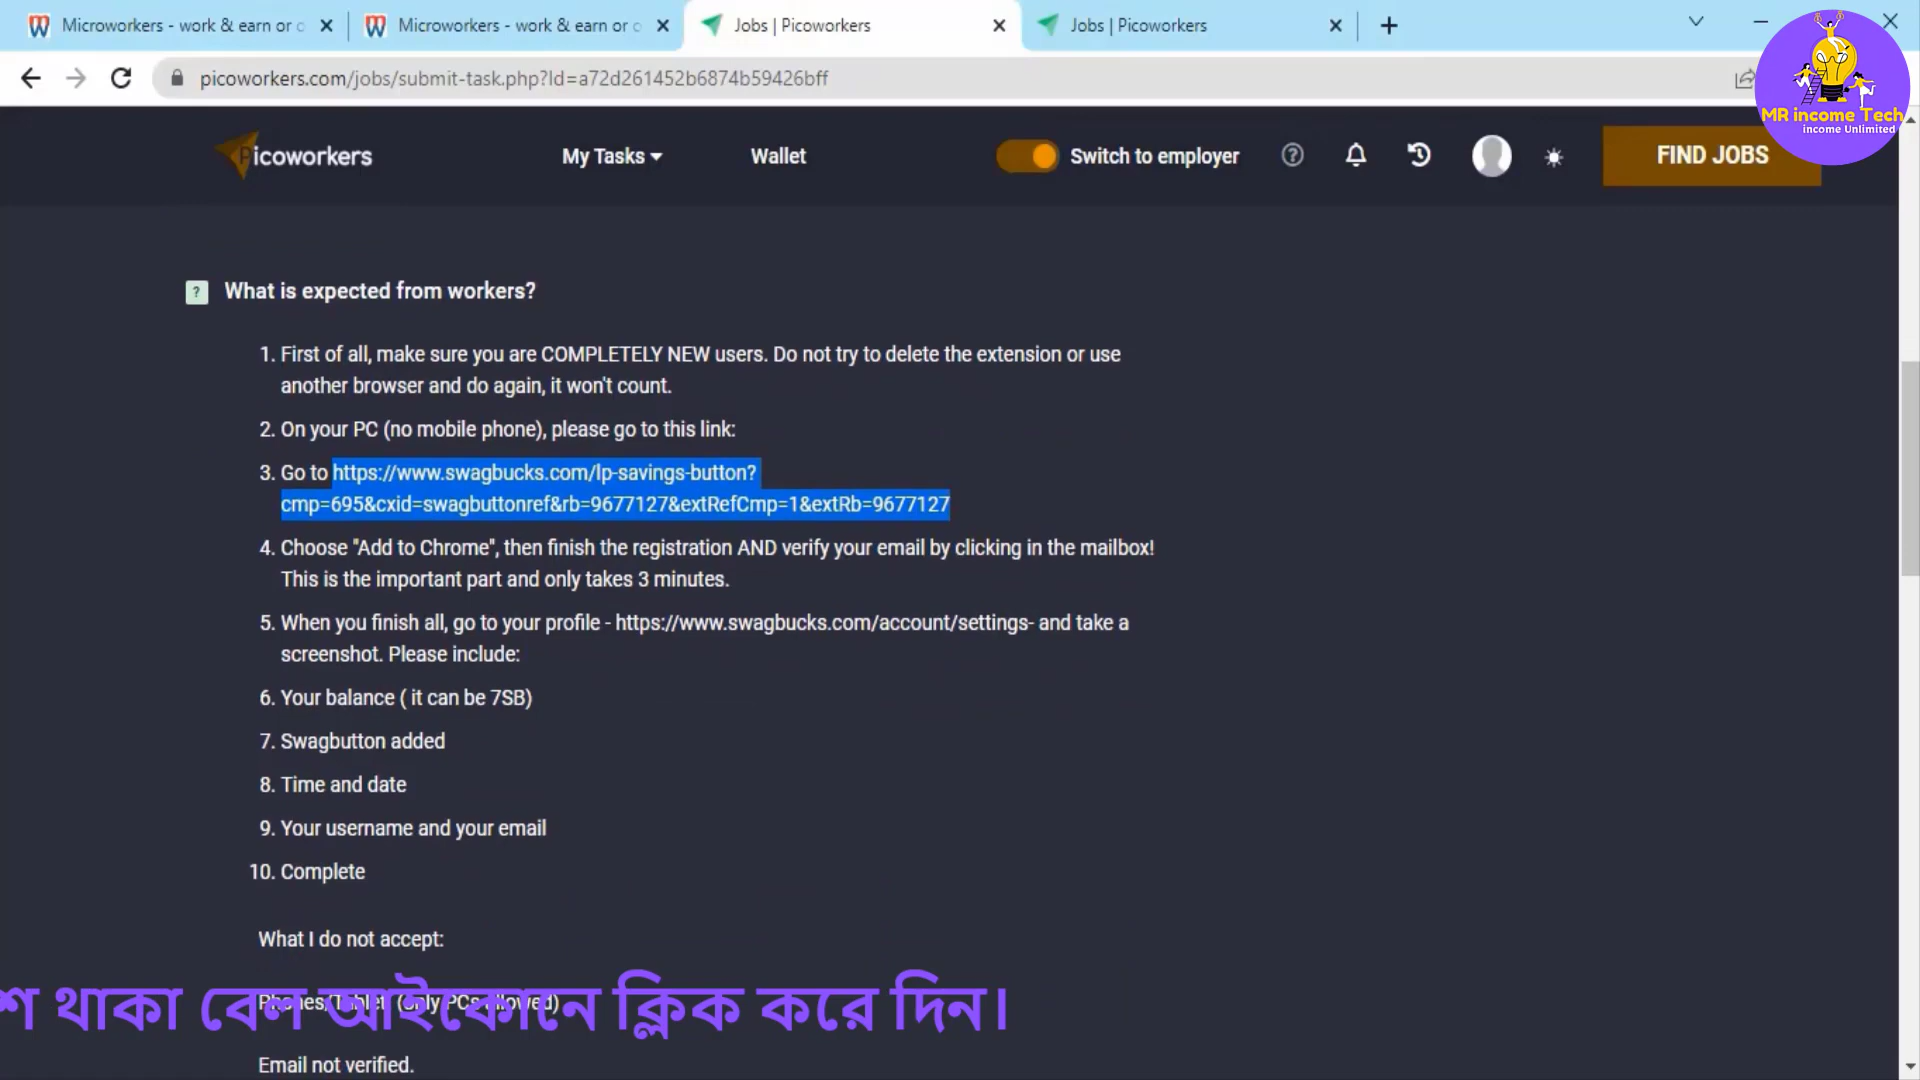 Microworkers - work & earn or c
Microworkers - work & earn or c
Jobs | Picoworkers
Jobs | Picoworkers
picoworkers.com/jobs/submit-task.php?Id=a72d261452b6874b59426bff
MR income Tech
income Unlimited
Picoworkers
My Tasks
Wallet
Switch to employer
FIND JOBS
What is expected from workers?
1. First of all, make sure you are COMPLETELY NEW users. Do not try to delete the extension or use
another browser and do again, it won't count.
2. On your PC (no mobile phone), please go to this link:
3. Go to https://www.swagbucks.com/lp-savings-button?
cmp=695&cxid=swagbuttonref&rb=9677127&extRefCmp=1&extRb=9677127
4. Choose "Add to Chrome", then finish the registration AND verify your email by clicking in the mailbox!
This is the important part and only takes 3 minutes.
5. When you finish all, go to your profile - https://www.swagbucks.com/account/settings- and take a
screenshot. Please include:
6. Your balance ( it can be 7SB)
7. Swagbutton added
8. Time and date
9. Your username and your email
10. Complete
What I do not accept:
Phones/Tablet (only PCs allowed)
থাকা বেল আইকোনে ক্লিক করে দিন।
Email not verified.